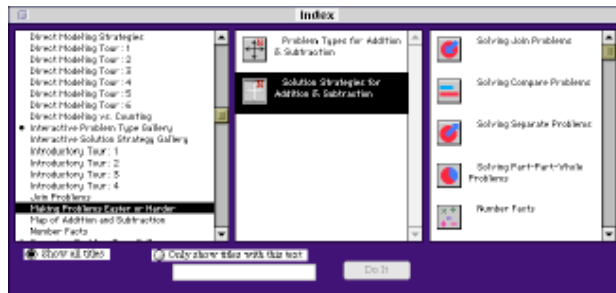 Index
Direct Modeling Strategies
Direct Modeling Tour: 1
Direct Modeling Tour: 2
Direct Modeling Tour: 3
Direct Modeling Tour: 4
Direct Modeling Tour: 5
Direct Modeling Tour: 6
Direct Modeling vs. Counting
Interactive Problem Type Gallery
Interactive Solution Strategy Gallery
Introductory Tour: 1
Introductory Tour: 2
Introductory Tour: 3
Introductory Tour: 4
Join Problems
Making Problems Easier or Harder
Map of Addition and Subtraction
Number Facts
Problem Types for Addition
& Subtraction
Solution Strategies for
Addition & Subtraction
Solving Join Problems
Solving Compare Problems
Solving Separate Problems
Solving Part-Part-Whole
Problems
Number Facts
Show all titles
Only show titles with this text
Do It